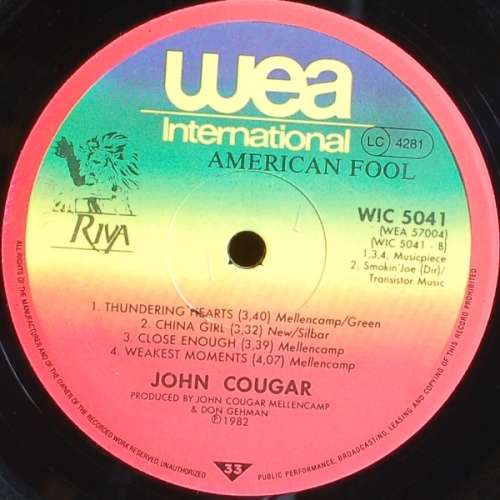 wea
International
LC 4281
AMERICAN FOOL
RIVA
WIC 5041
(WEA 57004)
(WIC 5041 - B)
1,3,4, Musicpiece
2, Smokin'Joe (Dir)/
Transistor Music
1. THUNDERING HEARTS (3,40) Mellencamp/Green
2. CHINA GIRL (3,32) New/Silbar
3. CLOSE ENOUGH (3,39) Mellencamp
4. WEAKEST MOMENTS (4,07) Mellencamp
JOHN COUGAR
PRODUCED BY JOHN COUGAR MELLENCAMP
& DON GEHMAN
℗1982
33
ALL RIGHTS OF THE MANUFACTURER AND OF THE OWNER OF THE RECORDED WORK RESERVED. UNAUTHORIZED
PUBLIC PERFORMANCE, BROADCASTING, LEASING AND COPYING OF THIS RECORD PROHIBITED